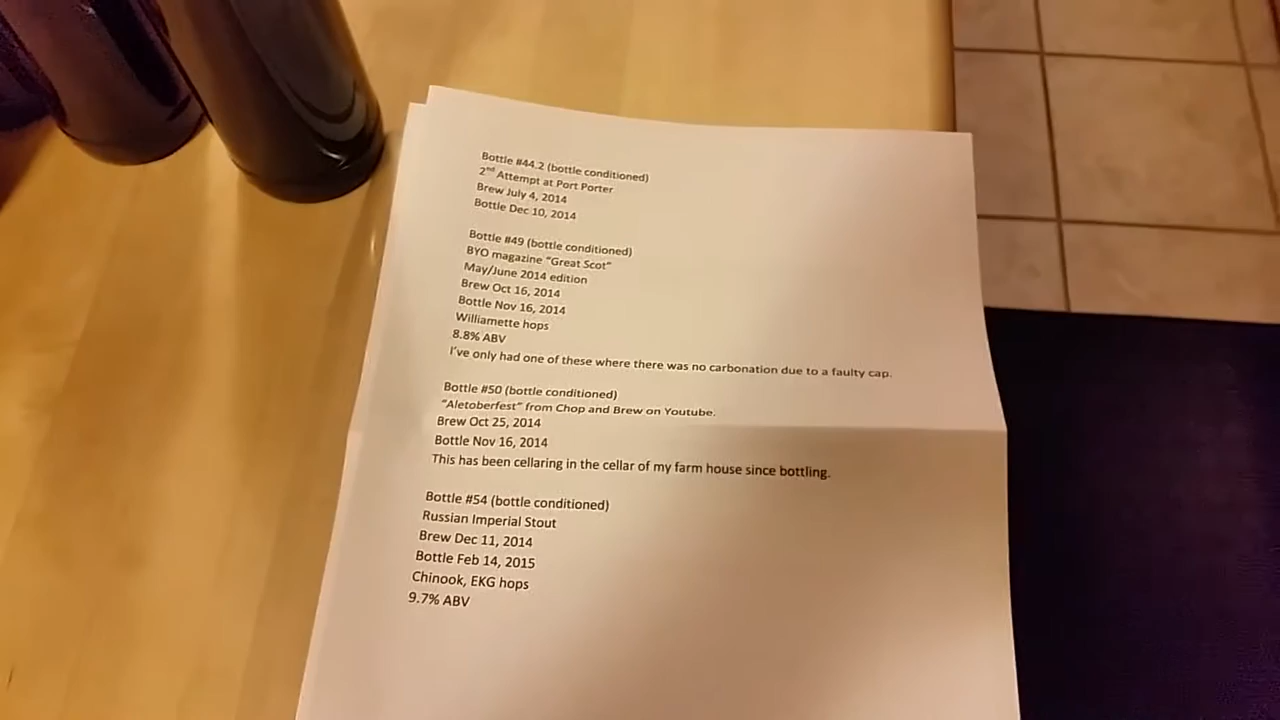 Bottle #44.2 (bottle conditioned)
2nd Attempt at Port Porter
Brew July 4, 2014
Bottle Dec 10, 2014
Bottle #49 (bottle conditioned)
BYO magazine “Great Scot”
May/June 2014 edition
Brew Oct 16, 2014
Bottle Nov 16, 2014
Williamette hops
8.8% ABV
I’ve only had one of these where there was no carbonation due to a faulty cap.
Bottle #50 (bottle conditioned)
“Aletoberfest” from Chop and Brew on Youtube.
Brew Oct 25, 2014
Bottle Nov 16, 2014
This has been cellaring in the cellar of my farm house since bottling.
Bottle #54 (bottle conditioned)
Russian Imperial Stout
Brew Dec 11, 2014
Bottle Feb 14, 2015
Chinook, EKG hops
9.7% ABV